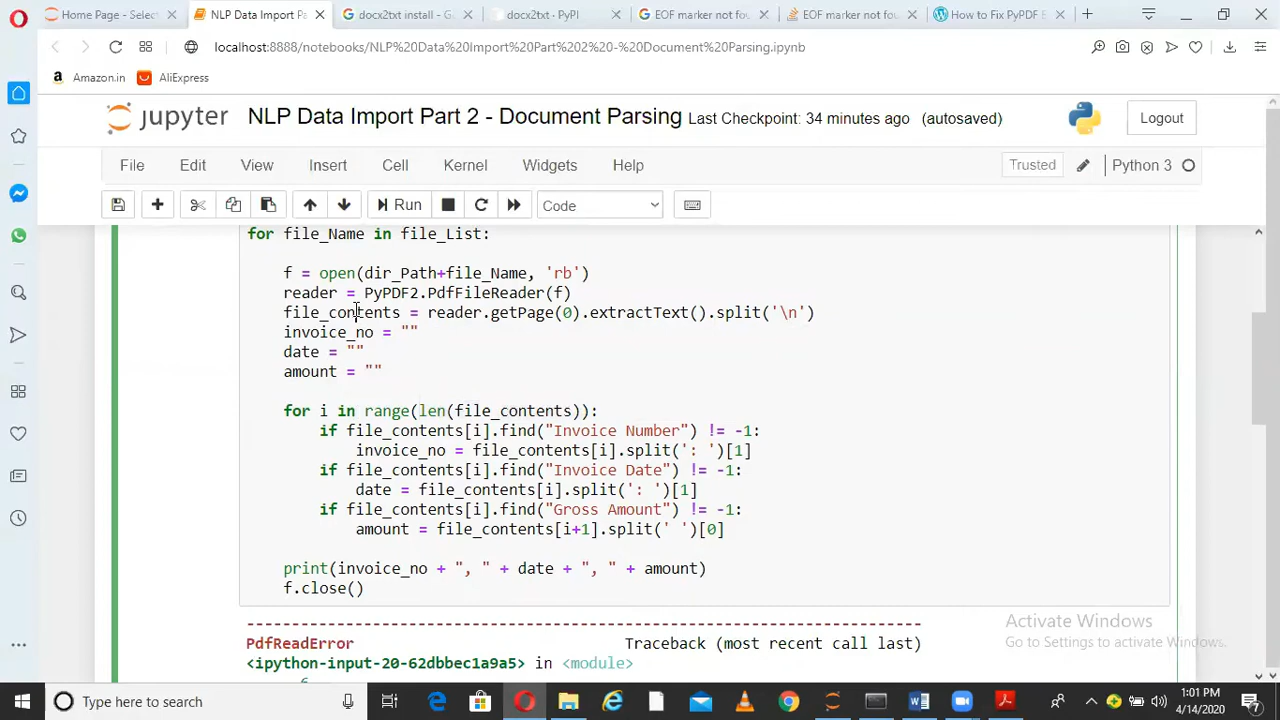 Home Page - Select
NLP Data Import Pa
docx2txt install - G
docx2txt · PyPI
EOF marker not fou
EOF marker not fou
How to Fix PyPDF E
localhost:8888/notebooks/NLP%20Data%20Import%20Part%202%20-%20Document%20Parsing.ipynb
Amazon.in
AliExpress
jupyter
NLP Data Import Part 2 - Document Parsing Last Checkpoint: 34 minutes ago (autosaved)
Logout
File Edit View Insert Cell Kernel Widgets Help
Trusted
Python 3
Run
Code
for file_Name in file_List:
f = open(dir_Path+file_Name, 'rb')
reader = PyPDF2.PdfFileReader(f)
file_contents = reader.getPage(0).extractText().split('\n')
invoice_no = ""
date = ""
amount = ""
for i in range(len(file_contents)):
if file_contents[i].find("Invoice Number") != -1:
invoice_no = file_contents[i].split(': ')[1]
if file_contents[i].find("Invoice Date") != -1:
date = file_contents[i].split(': ')[1]
if file_contents[i].find("Gross Amount") != -1:
amount = file_contents[i+1].split(' ')[0]
print(invoice_no + ", " + date + ", " + amount)
f.close()
---------------------------------------------------------------------------
PdfReadError Traceback (most recent call last)
<ipython-input-20-62dbbec1a9a5> in <module>
Activate Windows
Go to Settings to activate Windows.
Type here to search
1:01 PM
4/14/2020
7